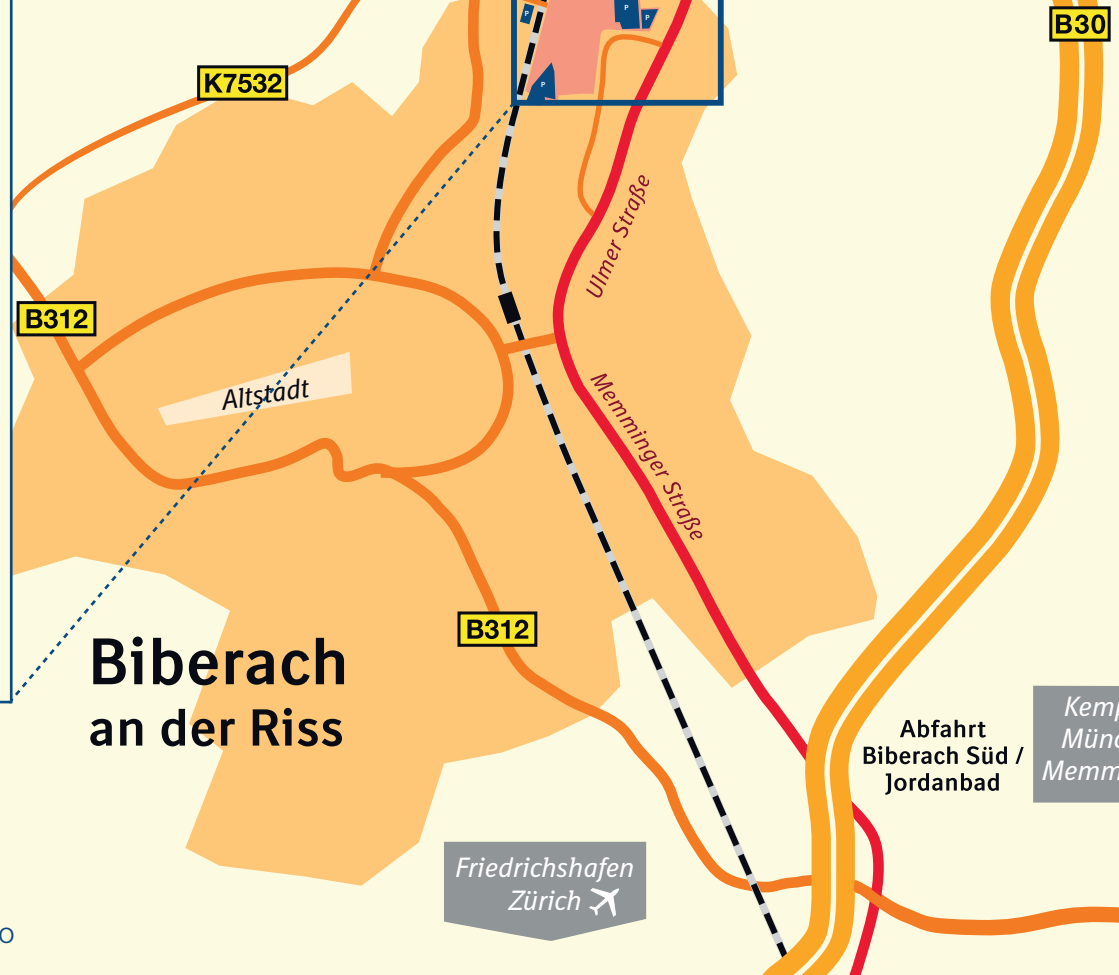 P
P
P
B30
K7532
P
Ulmer Straße
B312
Altstadt
Memminger Straße
B312
Biberach
an der Riss
Abfahrt
Biberach Süd /
Jordanbad
Friedrichshafen
Zürich